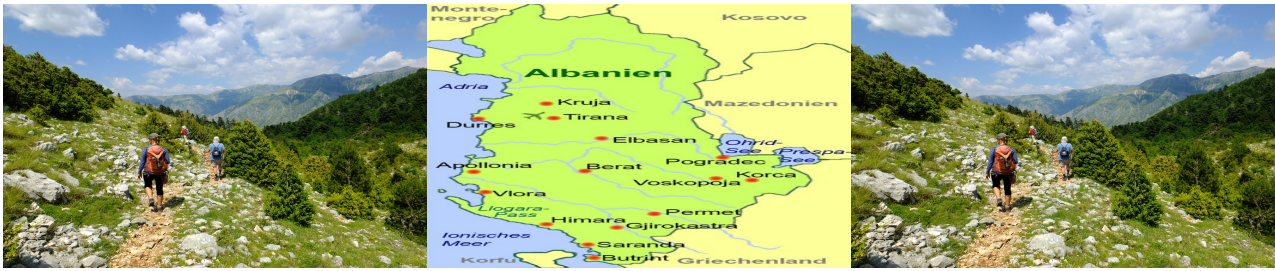 Monte-
negro
Kosovo
Albanien
Adria
Kruja
Mazedonien
Tirana
Durres
Elbasan
Ohrid-
See
Prespa-
See
Pogradec
Apollonia
Berat
Korca
Voskopoja
Vlora
Llogara-
Pass
Permet
Himara
Gjirokastra
Ionisches
Meer
Saranda
Korfu
Butrint
Griechenland